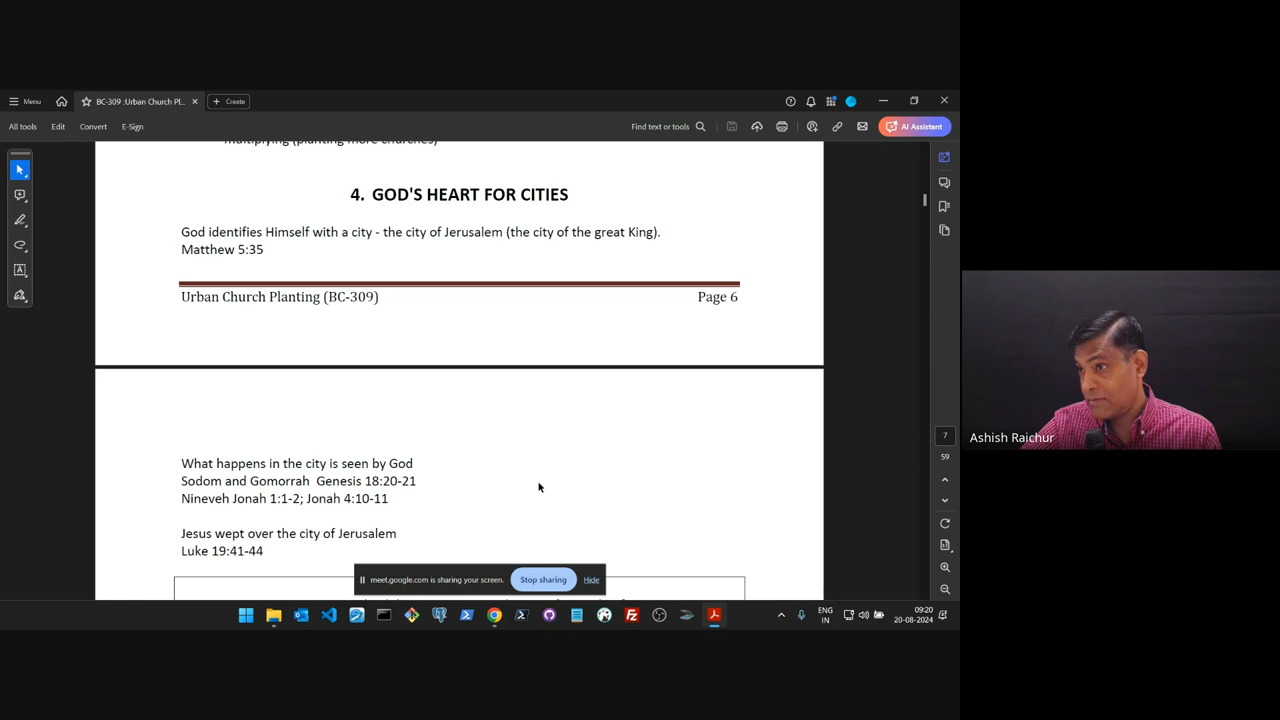 Menu
BC-309 :Urban Church Pl...
Create
All tools
Edit
Convert
E-Sign
Find text or tools
AI Assistant
multiplying (planting more churches)
4. GOD'S HEART FOR CITIES
God identifies Himself with a city - the city of Jerusalem (the city of the great King).
Matthew 5:35
Urban Church Planting (BC-309)
Page 6
What happens in the city is seen by God
Sodom and Gomorrah Genesis 18:20-21
Nineveh Jonah 1:1-2; Jonah 4:10-11
Jesus wept over the city of Jerusalem
Luke 19:41-44
7
59
meet.google.com is sharing your screen.
Stop sharing
Hide
ENG
IN
09:20
20-08-2024
Ashish Raichur